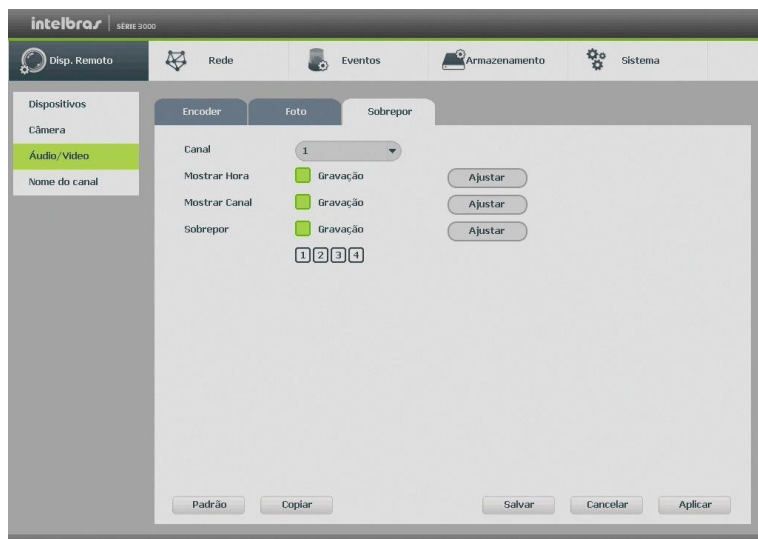 intelbras | SÉRIE 3000
Disp. Remoto
Rede
Eventos
Armazenamento
Sistema
Dispositivos
Câmera
Áudio/Video
Nome do canal
Encoder
Foto
Sobrepor
Canal
1
Mostrar Hora
Gravação
Ajustar
Mostrar Canal
Gravação
Ajustar
Sobrepor
Gravação
Ajustar
1 2 3 4
Padrão
Copiar
Salvar
Cancelar
Aplicar